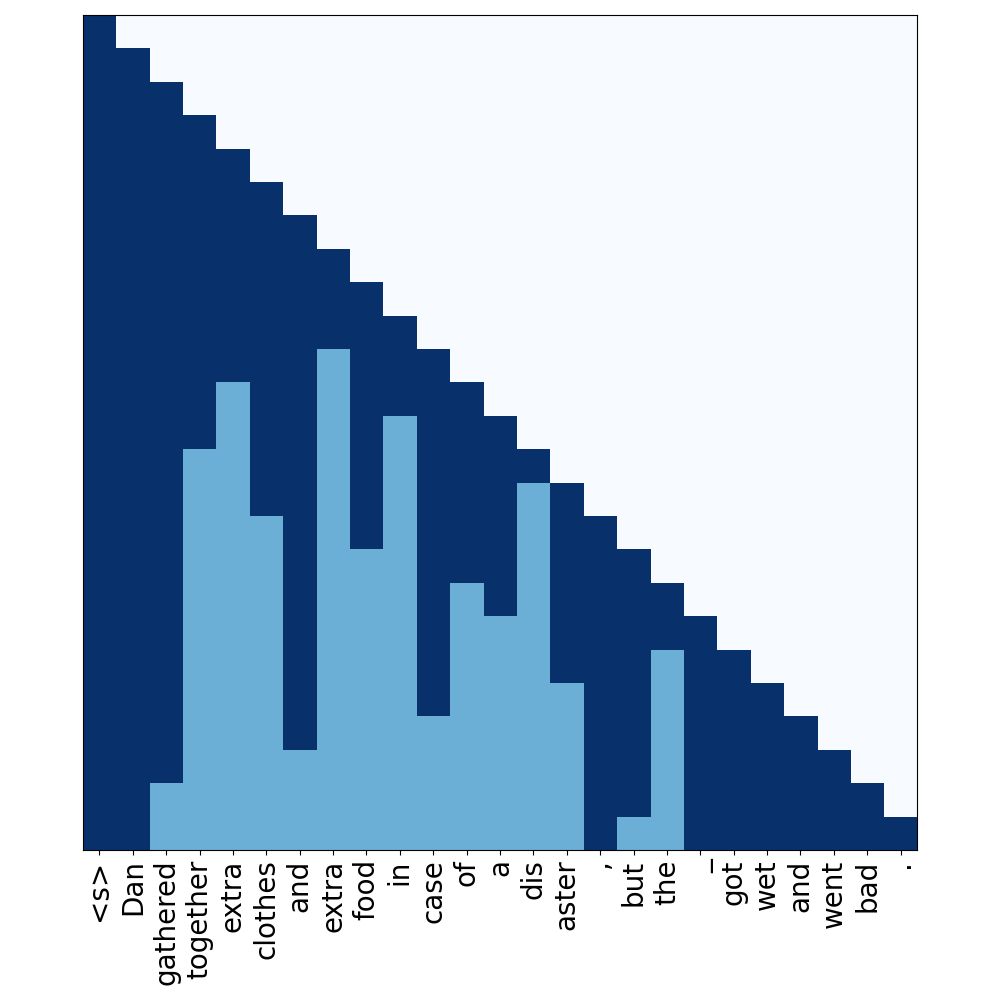 <s>
Dan
gathered
together
extra
clothes
and
extra
food
in
case
of
a
dis
aster
,
but
the
_
got
wet
and
went
bad
.